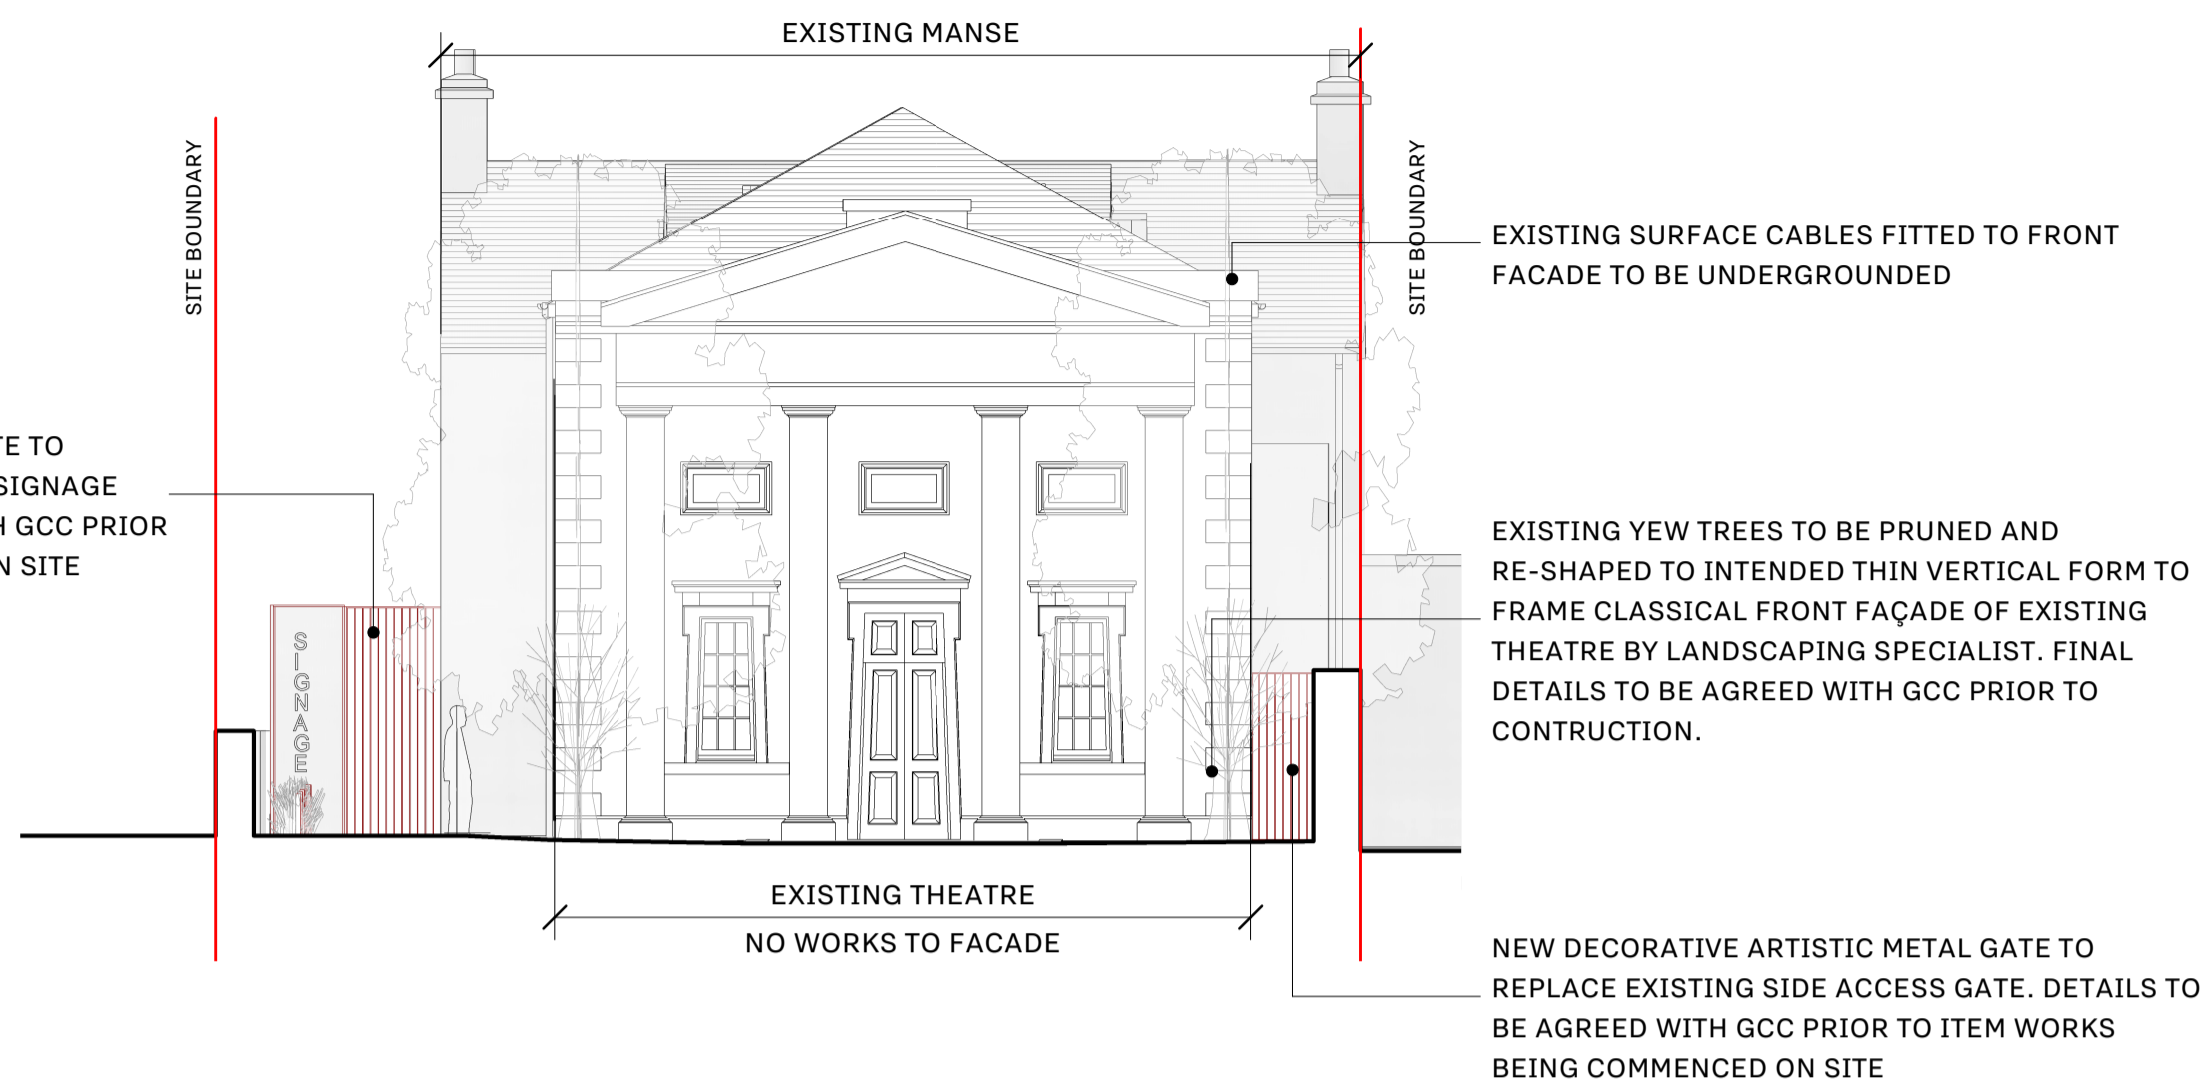 EXISTING MANSE
SITE BOUNDARY
SITE BOUNDARY
EXISTING SURFACE CABLES FITTED TO FRONT
FACADE TO BE UNDERGROUNDED
TO
SIGNAGE
GCC PRIOR
SITE
EXISTING YEW TREES TO BE PRUNED AND
RE-SHAPED TO INTENDED THIN VERTICAL FORM TO
FRAME CLASSICAL FRONT FAÇADE OF EXISTING
THEATRE BY LANDSCAPING SPECIALIST. FINAL
DETAILS TO BE AGREED WITH GCC PRIOR TO
CONTRUCTION.
SIGNAGE
EXISTING THEATRE
NO WORKS TO FACADE
NEW DECORATIVE ARTISTIC METAL GATE TO
REPLACE EXISTING SIDE ACCESS GATE. DETAILS TO
BE AGREED WITH GCC PRIOR TO ITEM WORKS
BEING COMMENCED ON SITE